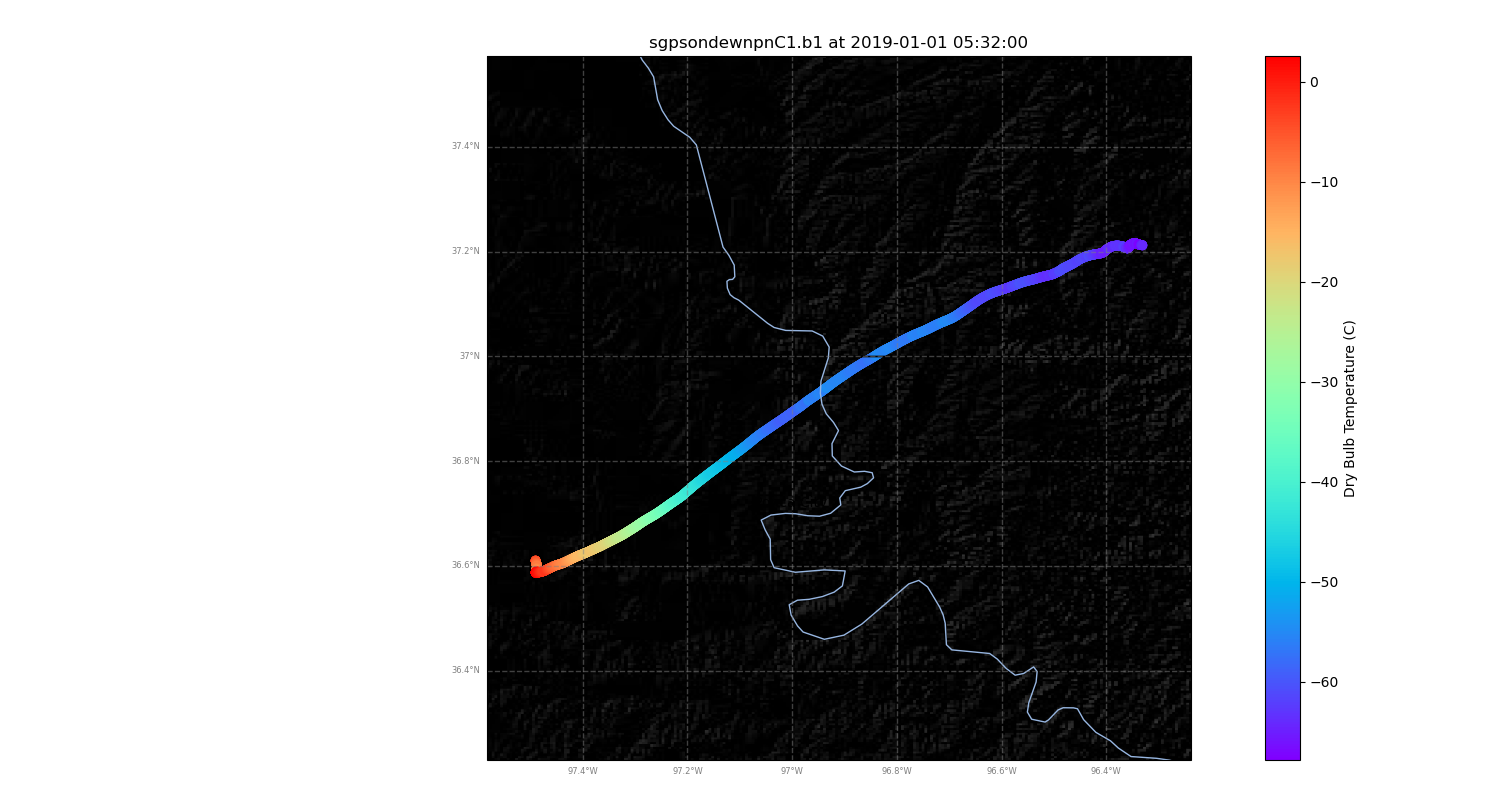 sgpsondewnpnC1.b1 at 2019-01-01 05:32:00
37.4°N
37.2°N
37°N
36.8°N
36.6°N
36.4°N
97.4°W
97.2°W
97°W
96.8°W
96.6°W
96.4°W
0
−10
−20
−30
−40
−50
−60
Dry Bulb Temperature (C)